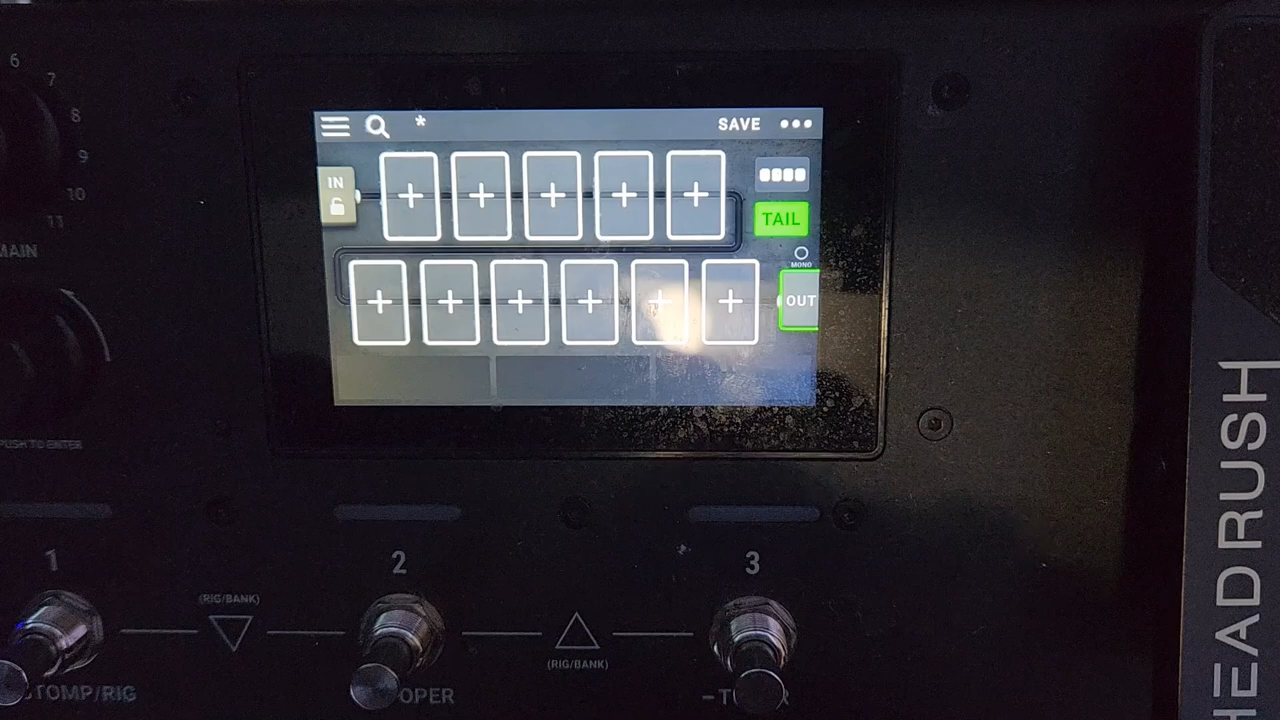 6
7
8
9
10
11
MAIN
PUSH TO ENTER
* SAVE •••
IN
+ + + + +
TAIL
MONO
+ + + + + +
OUT
1
2
3
(RIG/BANK)
(RIG/BANK)
STOMP/RIG
OPER
HEADRUSH